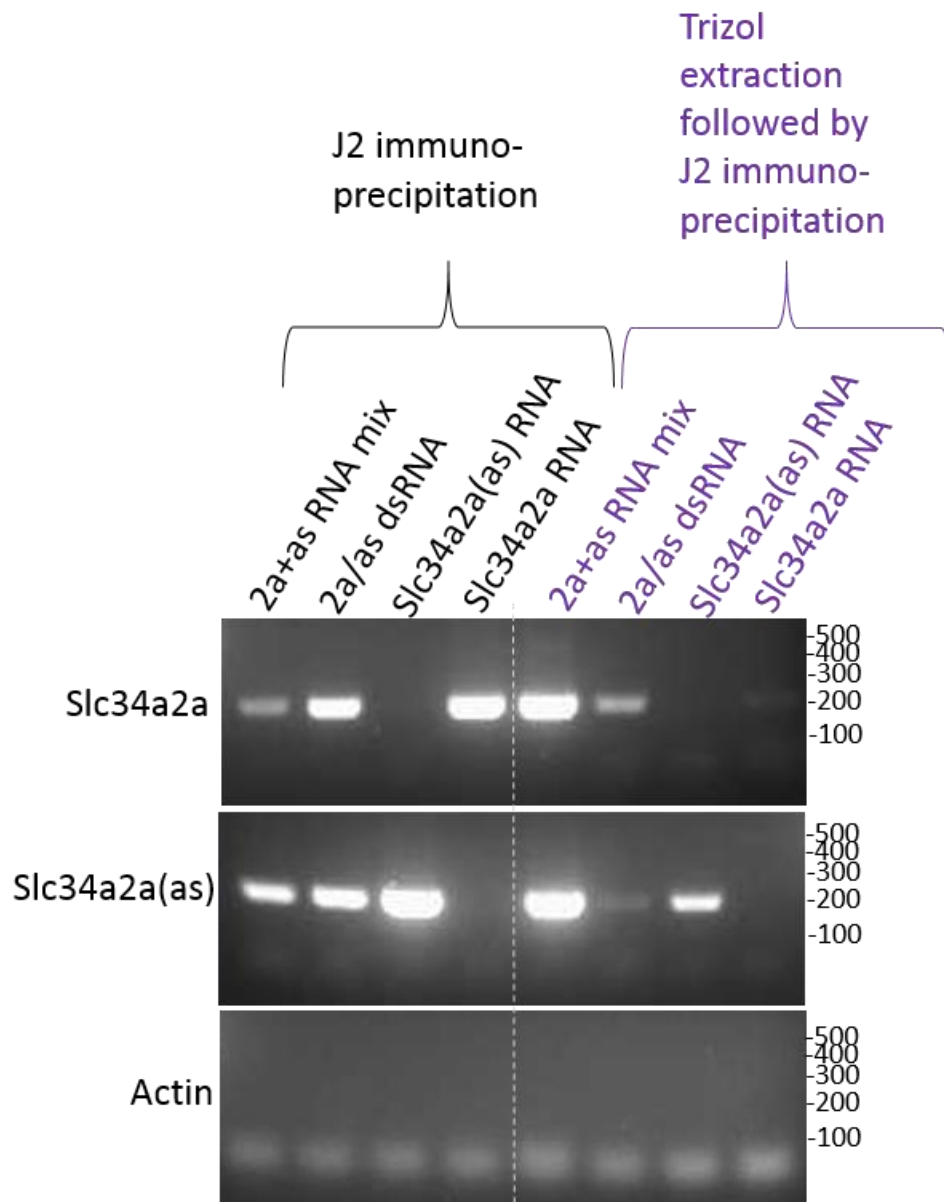 Trizol
extraction
followed by
J2 immuno-
precipitation
J2 immuno-
precipitation
2a+as RNA mix
2a/as dsRNA
Slc34a2a(as) RNA
Slc34a2a RNA
2a+as RNA mix
2a/as dsRNA
Slc34a2a(as) RNA
Slc34a2a RNA
Slc34a2a
-500
-400
-300
-200
-100
Slc34a2a(as)
-500
-400
-300
-200
-100
Actin
-500
-400
-300
-200
-100